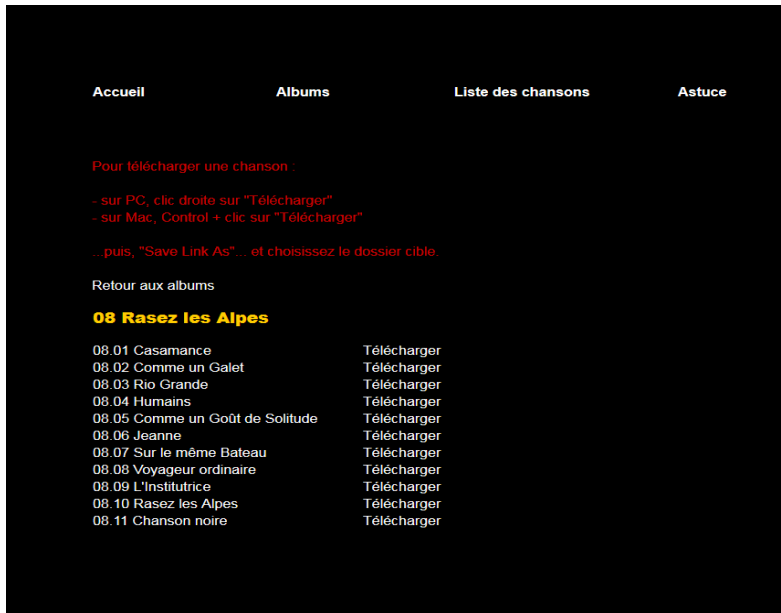 Accueil Albums Liste des chansons Astuce
Pour télécharger une chanson :
- sur PC, clic droite sur "Télécharger"
- sur Mac, Control + clic sur "Télécharger"
...puis, "Save Link As"... et choisissez le dossier cible.
Retour aux albums
08 Rasez les Alpes
08.01 Casamance Télécharger
08.02 Comme un Galet Télécharger
08.03 Rio Grande Télécharger
08.04 Humains Télécharger
08.05 Comme un Goût de Solitude Télécharger
08.06 Jeanne Télécharger
08.07 Sur le même Bateau Télécharger
08.08 Voyageur ordinaire Télécharger
08.09 L'Institutrice Télécharger
08.10 Rasez les Alpes Télécharger
08.11 Chanson noire Télécharger